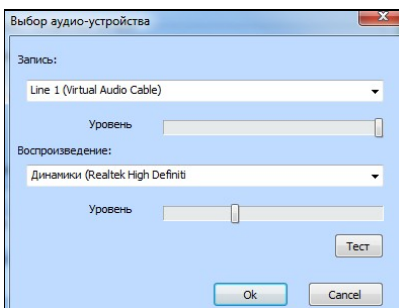 Выбор аудио-устройства
Запись:
Line 1 (Virtual Audio Cable)
Уровень
Воспроизведение:
Динамики (Realtek High Definiti
Уровень
Тест
Ok
Cancel